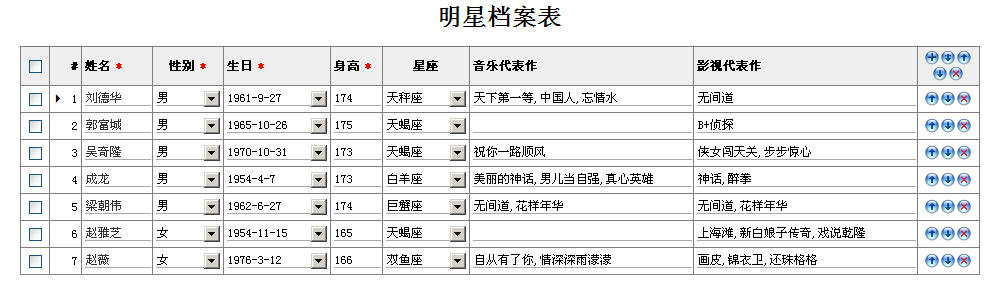 明星档案表
# 姓名 * 性别 * 生日 * 身高 * 星座 音乐代表作 影视代表作
1 刘德华 男 1961-9-27 174 天秤座 天下第一等,中国人,忘情水 无间道
2 郭富城 男 1965-10-26 175 天蝎座 B+侦探
3 吴奇隆 男 1970-10-31 173 天蝎座 祝你一路顺风 侠女闯天关,步步惊心
4 成龙 男 1954-4-7 173 白羊座 美丽的神话,男儿当自强,真心英雄 神话,醉拳
5 梁朝伟 男 1962-6-27 174 巨蟹座 无间道,花祥年华 无间道,花祥年华
6 赵雅芝 女 1954-11-15 165 天蝎座 上海滩,新白娘子传奇,戏说乾隆
7 赵薇 女 1976-3-12 166 双鱼座 自从有了你,情深深雨濛濛 画皮,锦衣卫,还珠格格